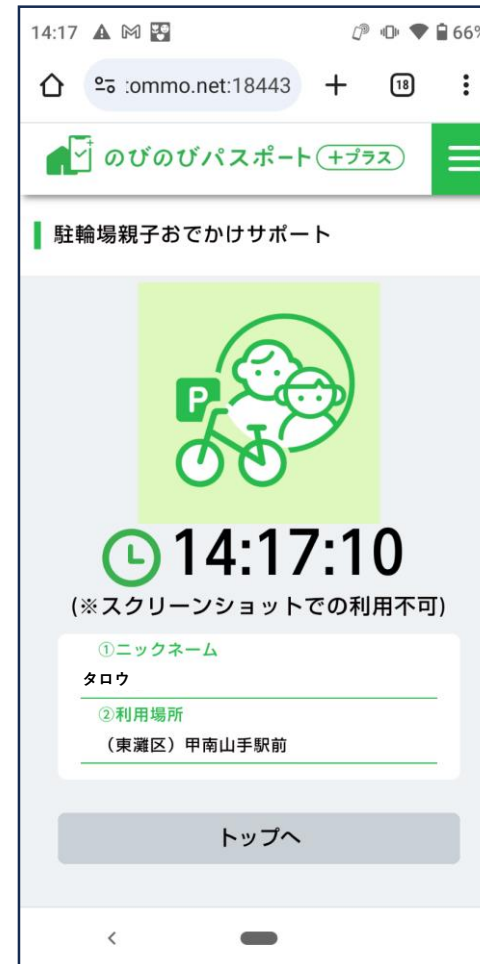 14:17 66%
:ommo.net:18443 18
のびのびパスポート +プラス
駐輪場親子おでかけサポート
P
14:17:10
(※スクリーンショットでの利用不可)
①ニックネーム
タロウ
②利用場所
（東灘区）甲南山手駅前
トップへ